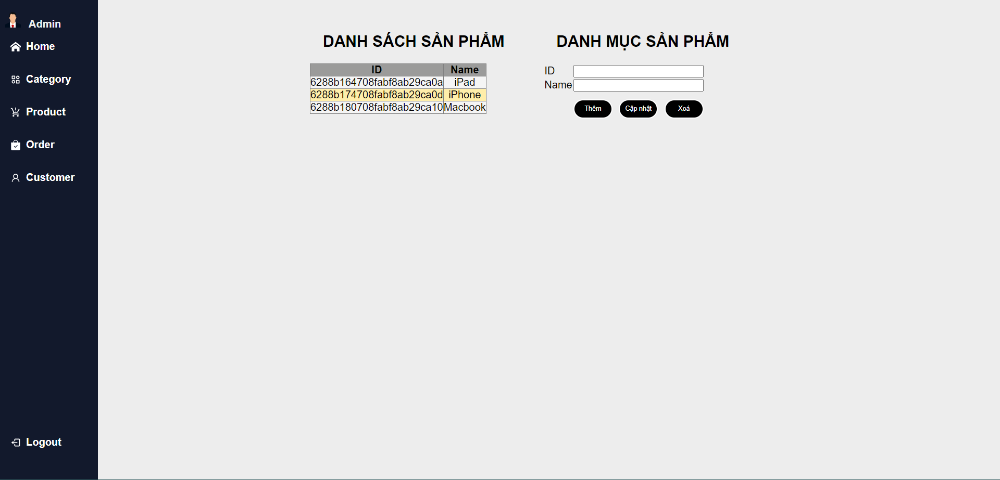 Admin
Home
Category
Product
Order
Customer
Logout
DANH SÁCH SẢN PHẨM
ID Name
6288b164708fabf8ab29ca0a iPad
6288b174708fabf8ab29ca0d iPhone
6288b180708fabf8ab29ca10 Macbook
DANH MỤC SẢN PHẨM
ID
Name
Thêm Cập nhật Xoá